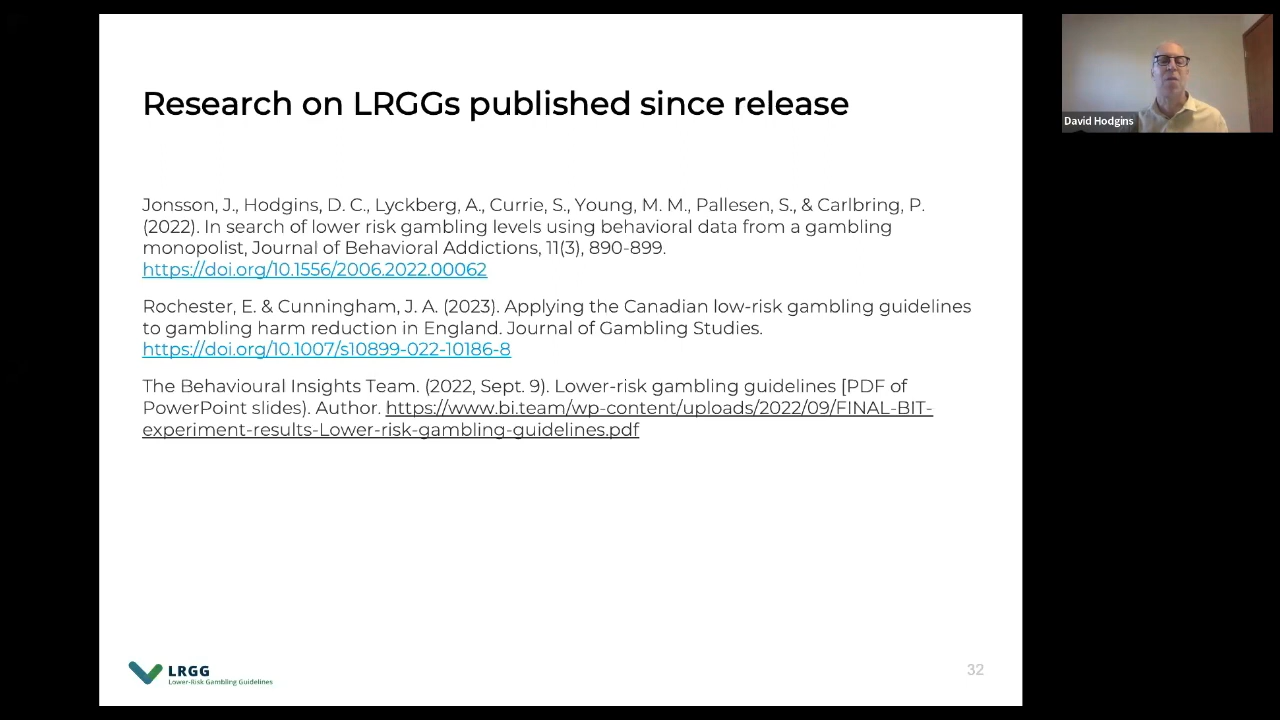 Research on LRGGs published since release
David Hodgins
Jonsson, J., Hodgins, D. C., Lyckberg, A., Currie, S., Young, M. M., Pallesen, S., & Carlbring, P.
(2022). In search of lower risk gambling levels using behavioral data from a gambling
monopolist, Journal of Behavioral Addictions, 11(3), 890-899.
https://doi.org/10.1556/2006.2022.00062
Rochester, E. & Cunningham, J. A. (2023). Applying the Canadian low-risk gambling guidelines
to gambling harm reduction in England. Journal of Gambling Studies.
https://doi.org/10.1007/s10899-022-10186-8
The Behavioural Insights Team. (2022, Sept. 9). Lower-risk gambling guidelines [PDF of
PowerPoint slides). Author. https://www.bi.team/wp-content/uploads/2022/09/FINAL-BIT-
experiment-results-Lower-risk-gambling-guidelines.pdf
LRGG
Lower-Risk Gambling Guidelines
32